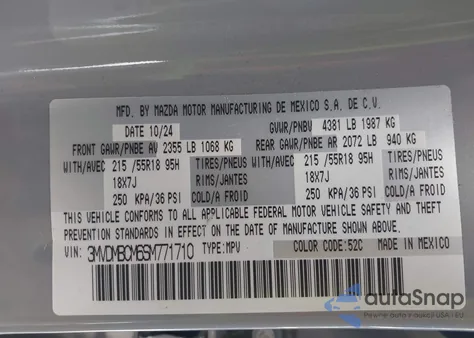 MFD. BY MAZDA MOTOR MANUFACTURING DE MEXICO S.A. DE C.V.
DATE 10/24 GVWR/PNBV 4381 LB 1987 KG
FRONT GAWR/PNBE AV 2355 LB 1068 KG REAR GAWR/PNBE AR 2072 LB 940 KG
WITH/AVEC 215 /55R18 95H TIRES/PNEUS WITH/AVEC 215 /55R18 95H TIRES/PNEUS
18X7J RIMS/JANTES 18X7J RIMS/JANTES
250 KPA/36 PSI COLD/A FROID 250 KPA/36 PSI COLD/A FROID
THIS VEHICLE CONFORMS TO ALL APPLICABLE FEDERAL MOTOR VEHICLE SAFETY AND
THEFT PREVENTION STANDARDS IN EFFECT ON THE DATE OF MANUFACTURE SHOWN ABOVE.
VIN: 3MVDMBCM6SM771710 TYPE:MPV COLOR CODE:52C MADE IN MEXICO
autoSnap